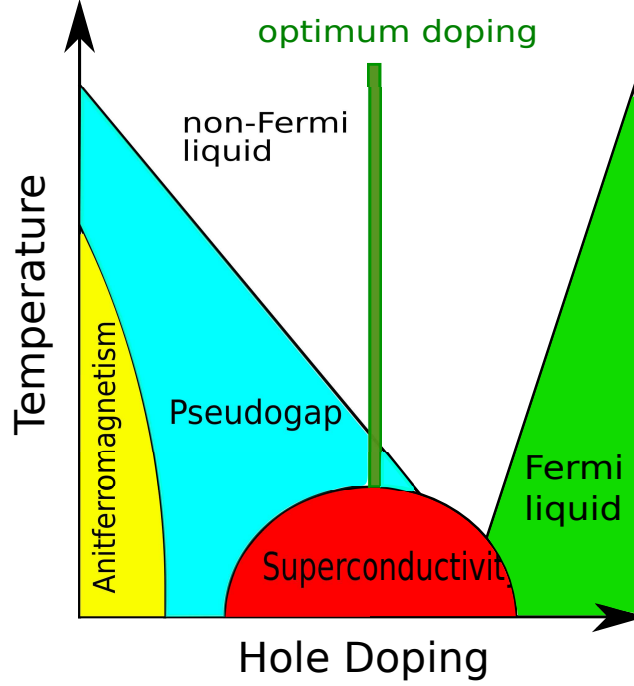 optimum doping
non-Fermi
liquid
Temperature
Anitferromagnetism
Pseudogap
Fermi
liquid
Superconductivit
Hole Doping